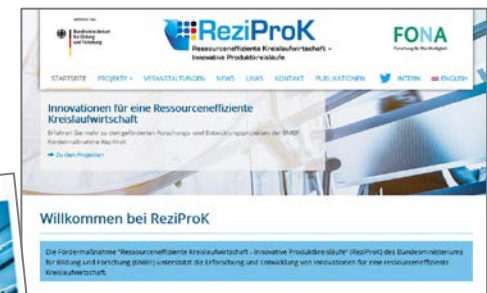 GEFÖRDERT VOM
Bundesministerium
für Bildung
und Forschung
ReziProK
Ressourceneffiziente Kreislaufwirtschaft –
Innovative Produktkreisläufe
FONA
Forschung für Nachhaltigkeit
STARTSEITE PROJEKTE VERANSTALTUNGEN NEWS LINKS KONTAKT PUBLIKATIONEN INTERN ENGLISH
Innovationen für eine Ressourceneffiziente
Kreislaufwirtschaft
Erfahren Sie mehr zu den geförderten Forschungs- und Entwicklungsprojekten der BMBF
Fördermaßnahme ReziProK
Zu den Projekten
Willkommen bei ReziProK
Die Fördermaßnahme "Ressourceneffiziente Kreislaufwirtschaft - Innovative Produktkreisläufe" (ReziProK) des Bundesministeriums
für Bildung und Forschung (BMBF) unterstützt die Erforschung und Entwicklung von Innovationen für eine ressourceneffiziente
Kreislaufwirtschaft.